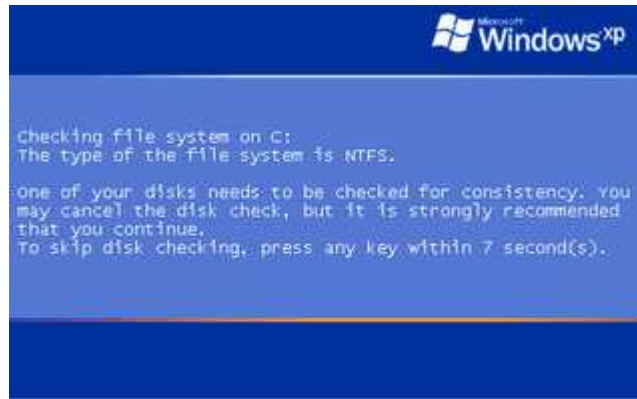 Microsoft
Windows xp
Checking file system on C:
The type of the file system is NTFS.
One of your disks needs to be checked for consistency. You
may cancel the disk check, but it is strongly recommended
that you continue.
To skip disk checking, press any key within 7 second(s).